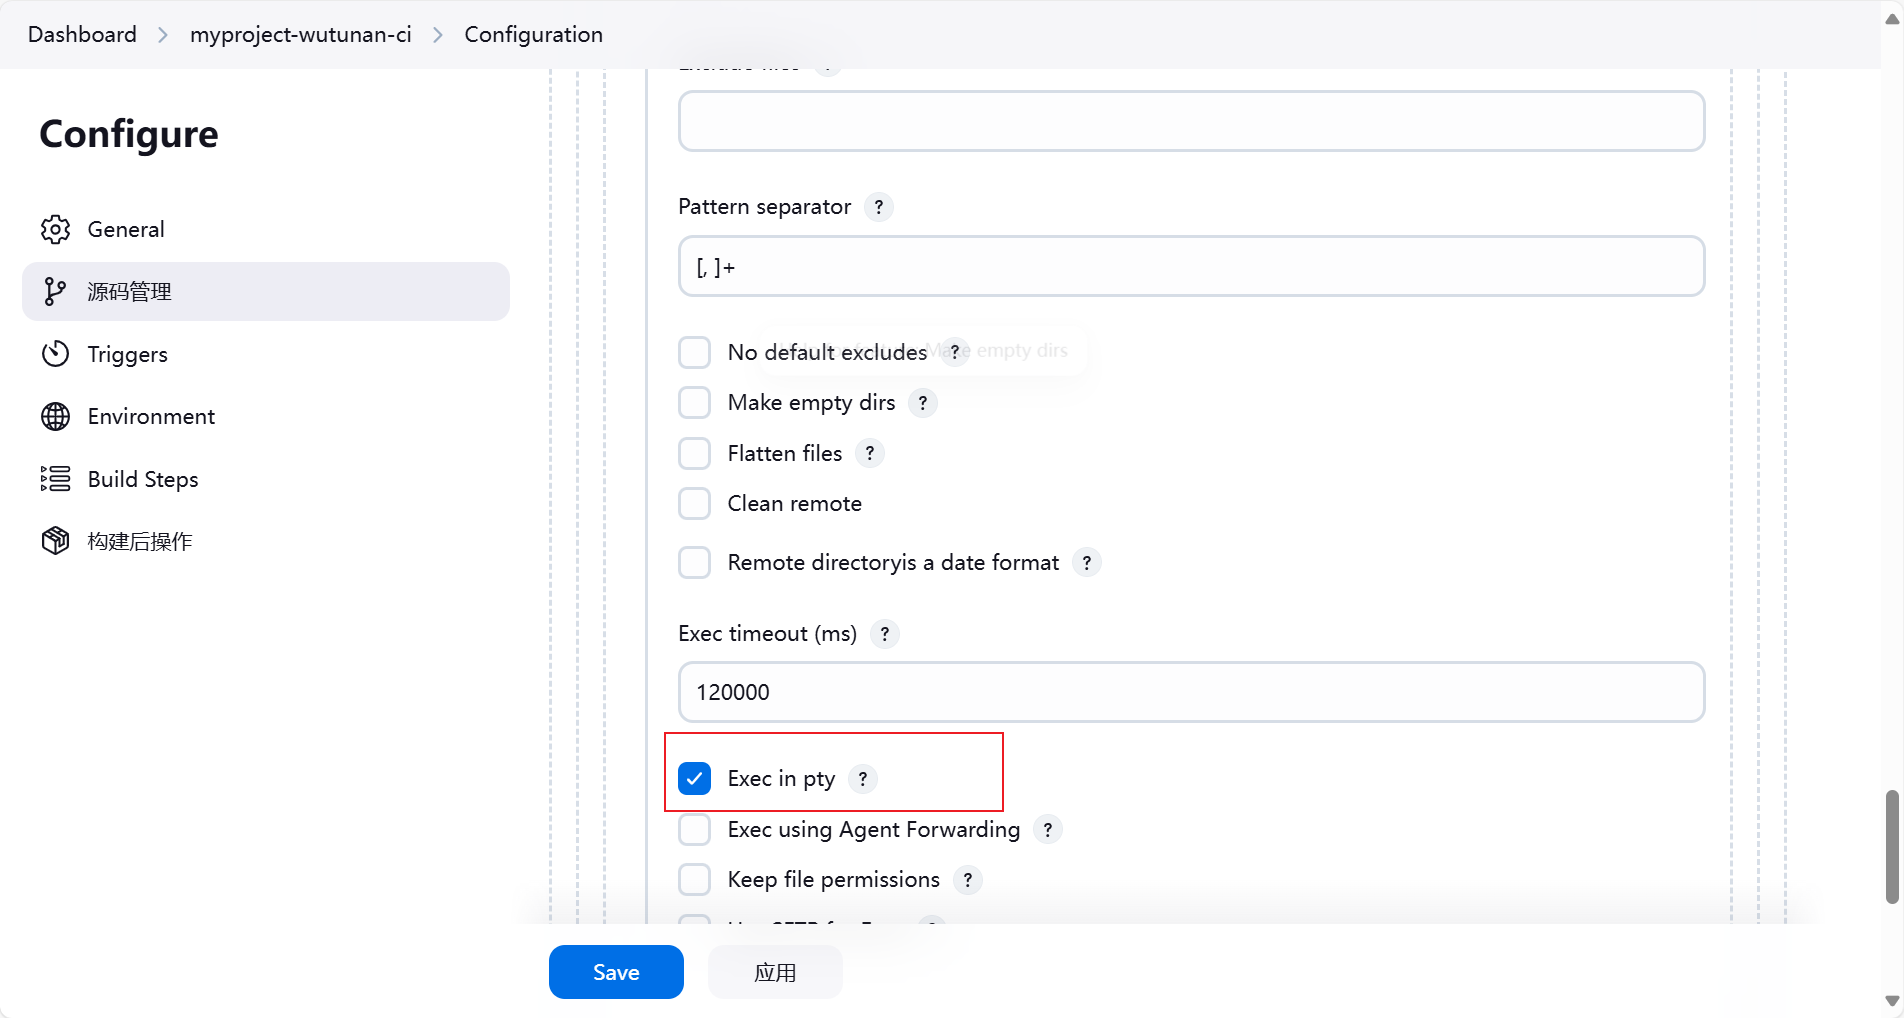 Dashboard > myproject-wutunan-ci > Configuration
Configure
General
源码管理
Triggers
Environment
Build Steps
构建后操作
Pattern separator ?
[, ]+
No default excludes ?
Make empty dirs ?
Flatten files ?
Clean remote
Remote directoryis a date format ?
Exec timeout (ms) ?
120000
Exec in pty ?
Exec using Agent Forwarding ?
Keep file permissions ?
Save
应用